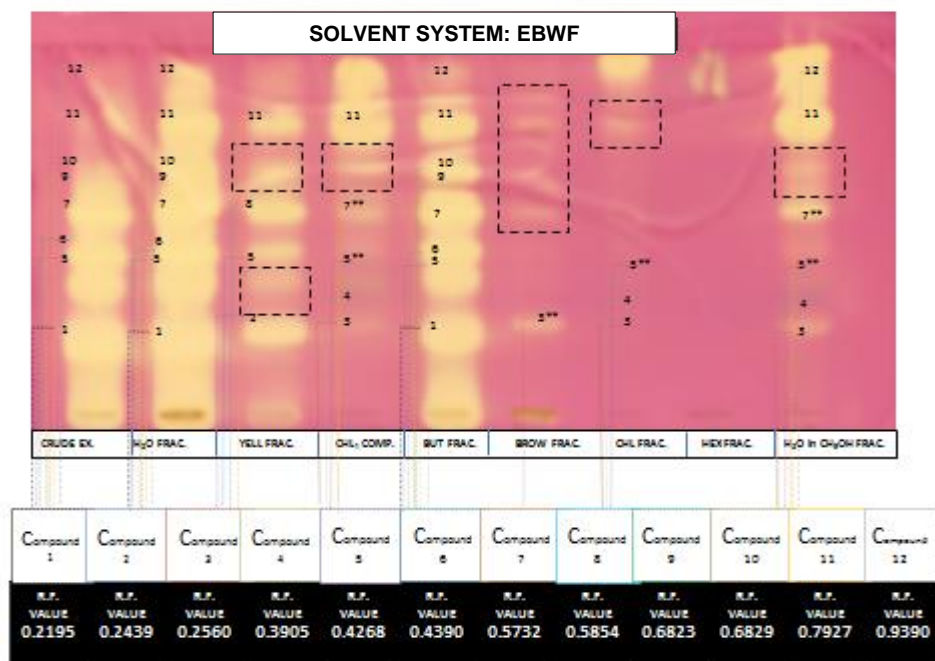 SOLVENT SYSTEM: EBWF
12 12 12 12
11 11 11 11 11
10 10 10
9 9 9
7 7 8 7** 7 7**
6 6 6
5 5 5 5** 5 5** 5**
4 4 4
1 1 3 1 3** 3 3
CRUDE EX. H₂O FRAC. YELL FRAC. CHL₁ COMP. BUT FRAC. BROW FRAC. CHL FRAC. HEX FRAC. H₂O in CH₃OH FRAC.
Compound Compound Compound Compound Compound Compound Compound Compound Compound Compound Compound Compound
1 2 3 4 5 6 7 8 9 10 11 12
R.F. R.F. R.F. R.F. R.F. R.F. R.F. R.F. R.F. R.F. R.F. R.F.
VALUE VALUE VALUE VALUE VALUE VALUE VALUE VALUE VALUE VALUE VALUE VALUE
0.2195 0.2439 0.2560 0.3905 0.4268 0.4390 0.5732 0.5854 0.6823 0.6829 0.7927 0.9390